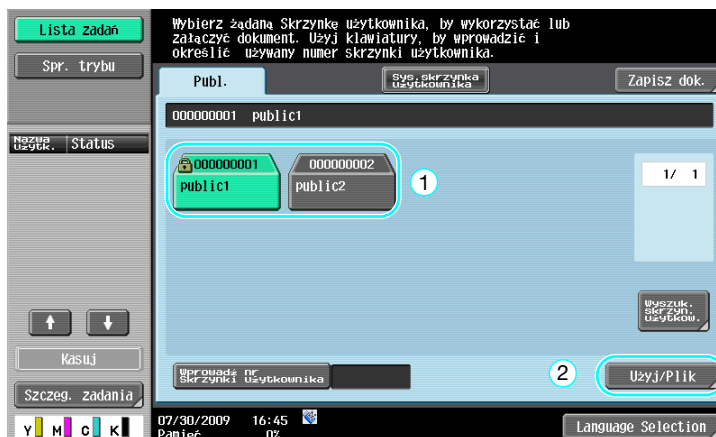 Lista zadań
Spr. trybu
Wybierz żądaną Skrzynkę użytkownika, by wykorzystać lub
załączyć dokument. Użyj klawiatury, by wprowadzić i
określić używany numer skrzynki użytkownika.
Publ.
Sys.skrzynka
użytkownika
Zapisz dok.
000000001 public1
Nazwa
użytk.
Status
000000001
public1
000000002
public2
1
1/ 1
Wyszuk.
skrzyn.
użytkow.
Kasuj
Wprowadź nr
Skrzynki użytkownika
2
Użyj/Plik
Szczeg. zadania
Y M C K
07/30/2009 16:45
Pamięć 0%
Language Selection